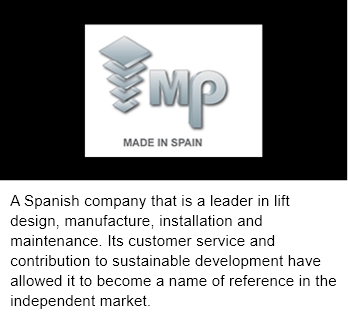 MP
MADE IN SPAIN
A Spanish company that is a leader in lift
design, manufacture, installation and
maintenance. Its customer service and
contribution to sustainable development have
allowed it to become a name of reference in the
independent market.